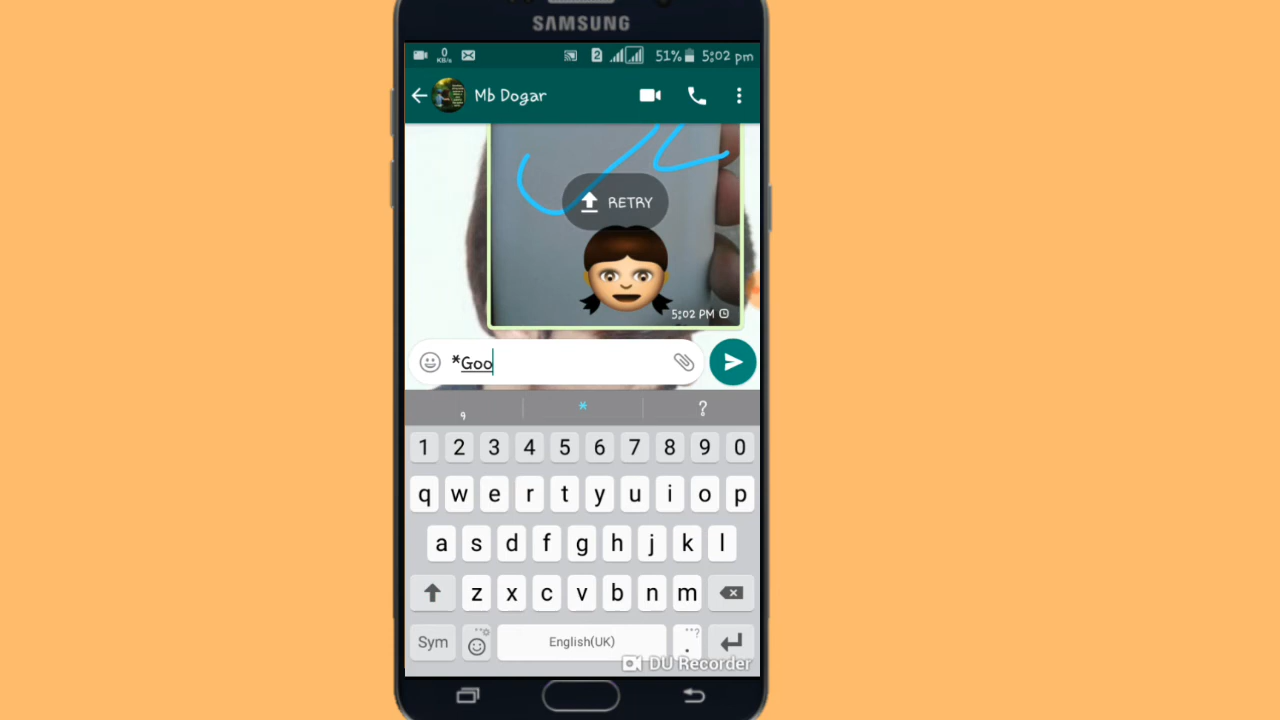 SAMSUNG
0
KB/s
2
51%
5:02 pm
Mb Dogar
RETRY
5:02 PM
*Goo
, * ?
1 2 3 4 5 6 7 8 9 0
q w e r t y u i o p
a s d f g h j k l
z x c v b n m
Sym English(UK) .
DU Recorder